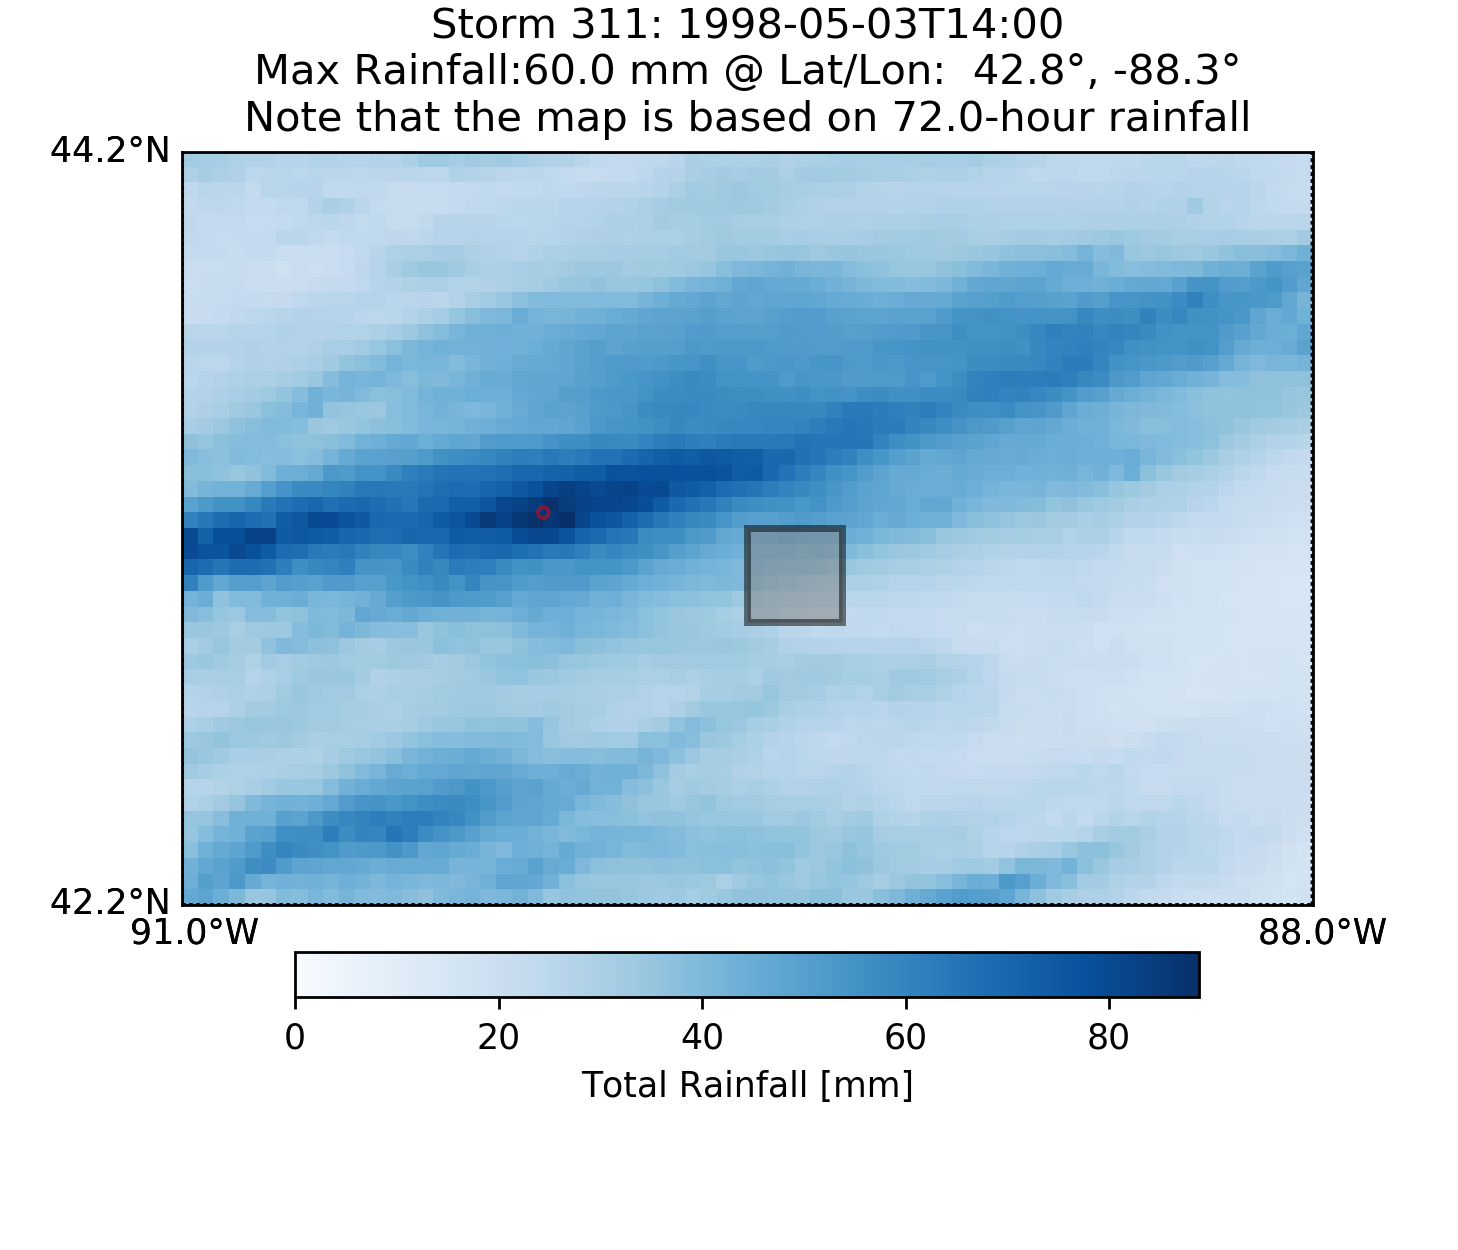 Storm 311: 1998-05-03T14:00
Max Rainfall:60.0 mm @ Lat/Lon:  42.8°, -88.3°
Note that the map is based on 72.0-hour rainfall
44.2°N
42.2°N
91.0°W 88.0°W
0 20 40 60 80
Total Rainfall [mm]